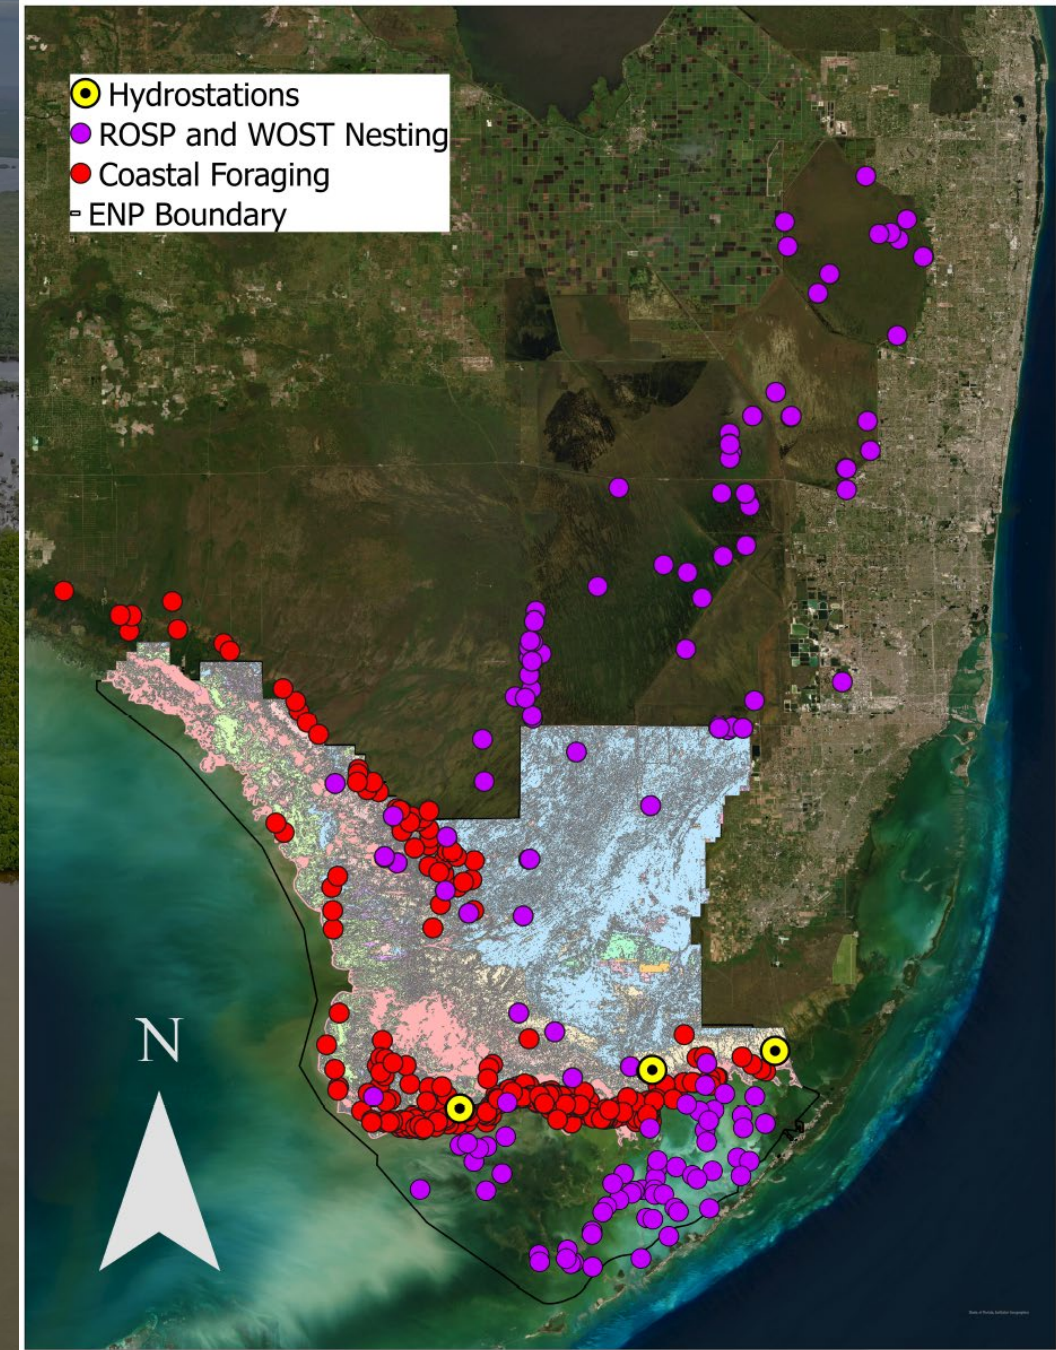 Hydrostations
ROSP and WOST Nesting
Coastal Foraging
ENP Boundary
N